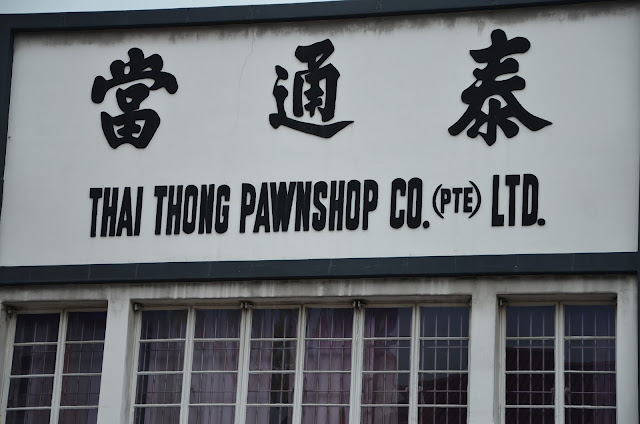 泰通當
THAI THONG PAWNSHOP CO. (PTE) LTD.